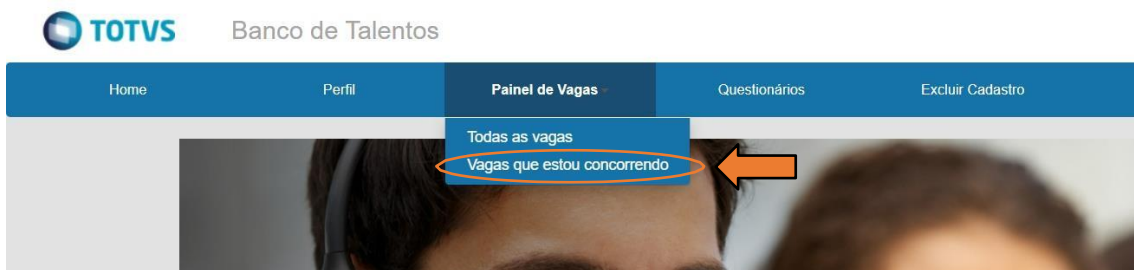 TOTVS Banco de Talentos
Home Perfil Painel de Vagas Questionários Excluir Cadastro
Todas as vagas
Vagas que estou concorrendo